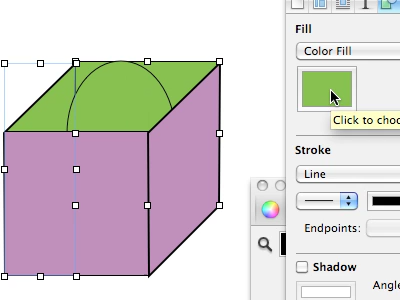 Fill
Color Fill
Click to choo
Stroke
Line
Endpoints:
Shadow
Angle